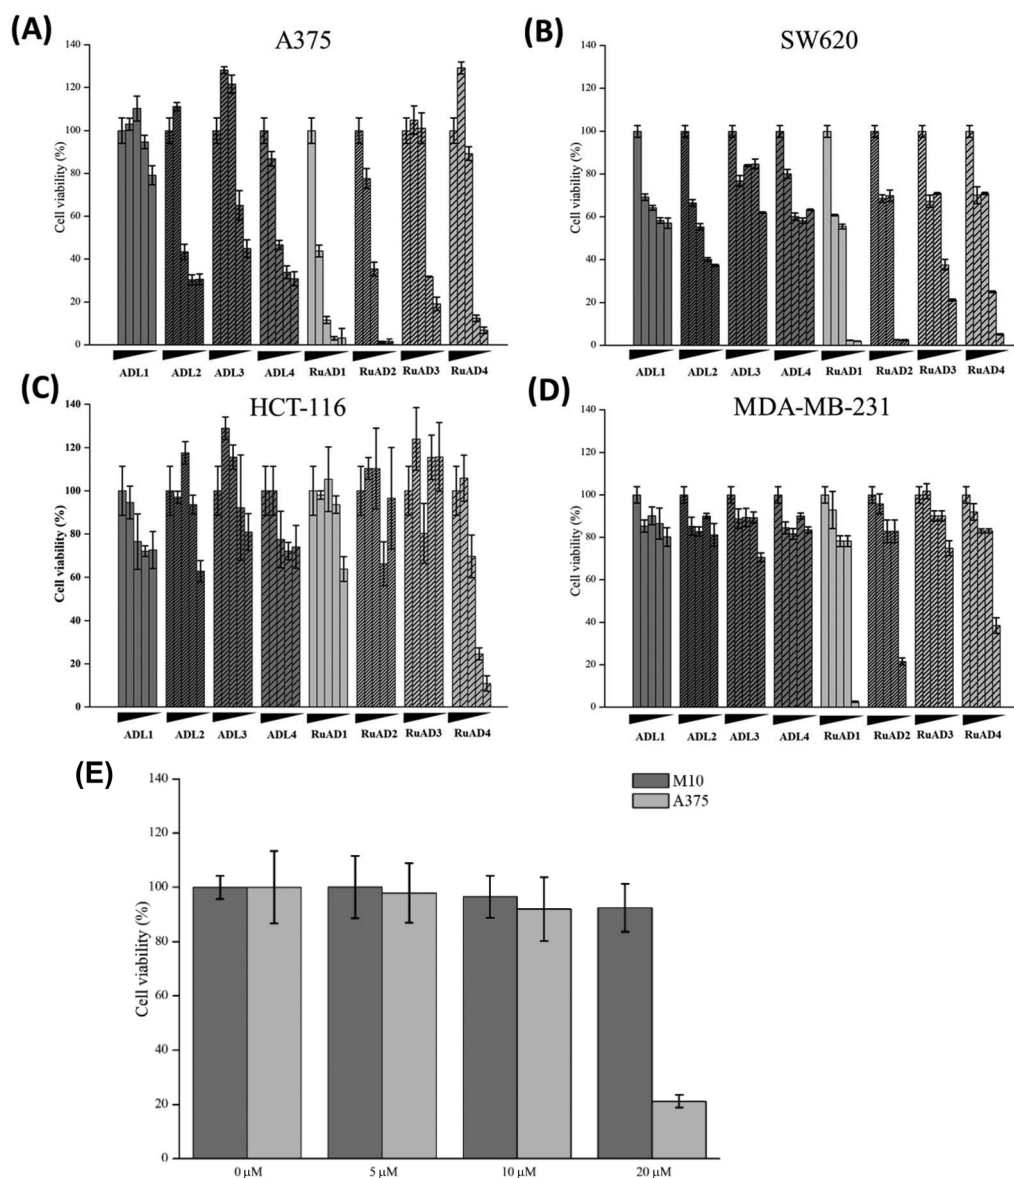 (A)
A375
140
120
100
80
60
40
20
0
Cell viability (%)
ADL1 ADL2 ADL3 ADL4 RuAD1 RuAD2 RuAD3 RuAD4
(B)
SW620
140
120
100
80
60
40
20
0
Cell viability (%)
ADL1 ADL2 ADL3 ADL4 RuAD1 RuAD2 RuAD3 RuAD4
(C)
HCT-116
140
120
100
80
60
40
20
0
Cell viability (%)
ADL1 ADL2 ADL3 ADL4 RuAD1 RuAD2 RuAD3 RuAD4
(D)
MDA-MB-231
140
120
100
80
60
40
20
0
Cell viability (%)
ADL1 ADL2 ADL3 ADL4 RuAD1 RuAD2 RuAD3 RuAD4
(E)
M10
A375
140
120
100
80
60
40
20
0
Cell viability (%)
0 µM 5 µM 10 µM 20 µM